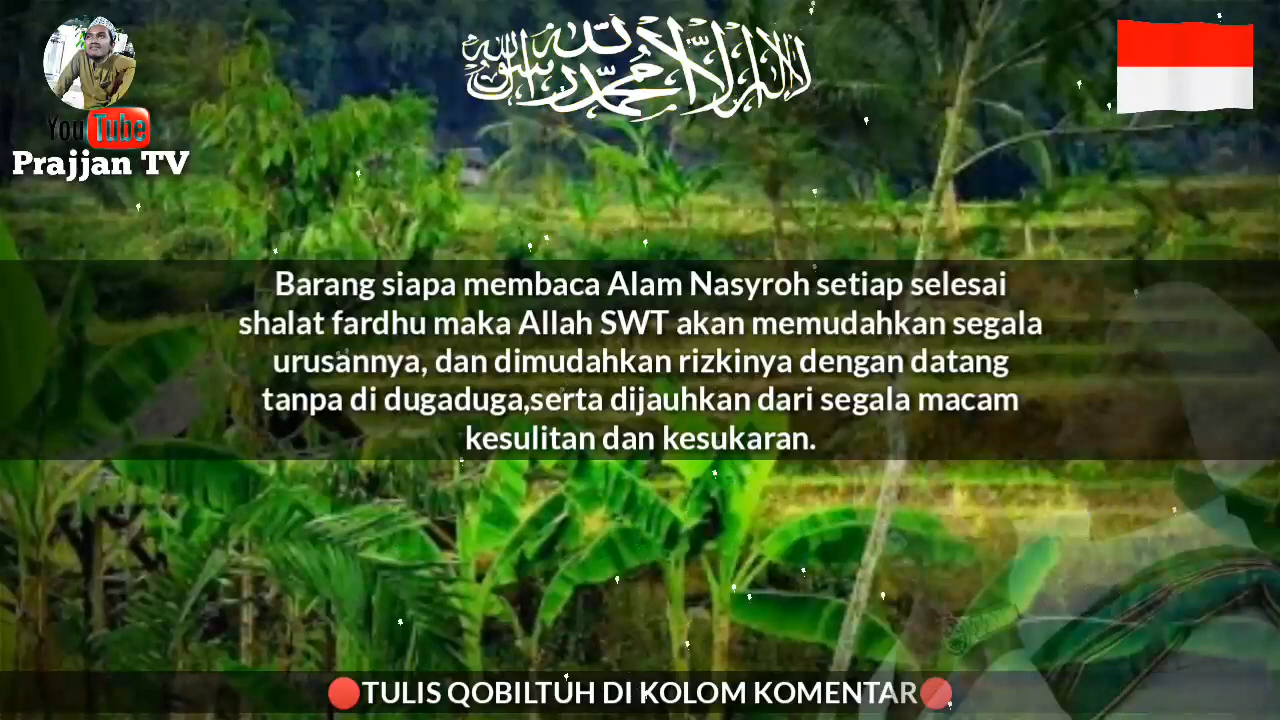 لا إله إلا الله محمد رسول الله
You Tube
Prajjan TV
Barang siapa membaca Alam Nasyroh setiap selesai
shalat fardhu maka Allah SWT akan memudahkan segala
urusannya, dan dimudahkan rizkinya dengan datang
tanpa di dugaduga,serta dijauhkan dari segala macam
kesulitan dan kesukaran.
🔴TULIS QOBILTUH DI KOLOM KOMENTAR🔴